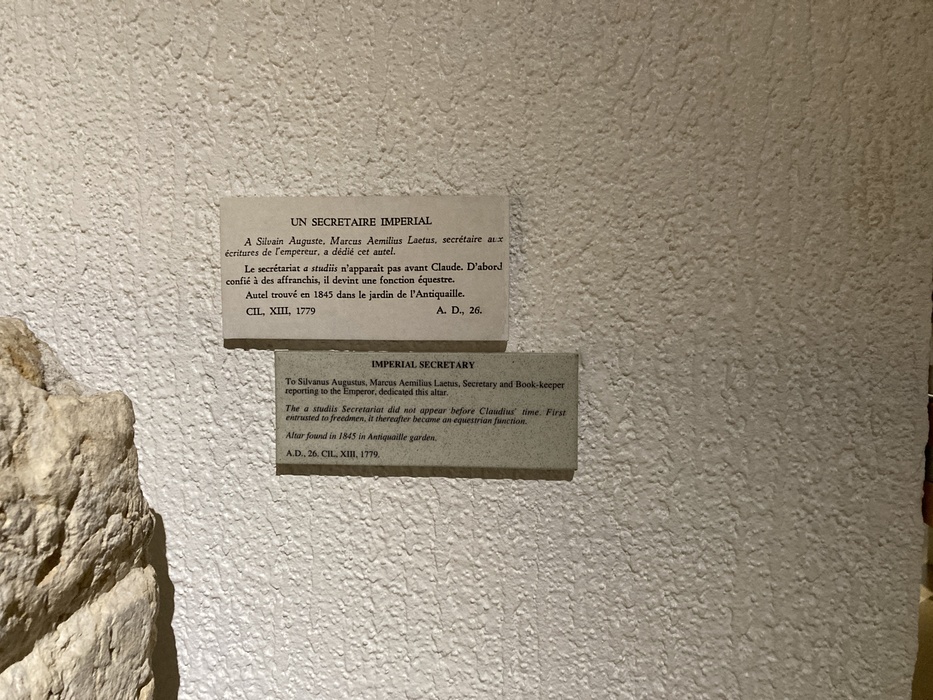 UN SECRETAIRE IMPERIAL
A Silvain Auguste, Marcus Aemilius Laetus, secrétaire aux
écritures de l'empereur, a dédié cet autel.
Le secrétariat a studiis n'apparaît pas avant Claude. D'abord
confié à des affranchis, il devint une fonction équestre.
Autel trouvé en 1845 dans le jardin de l'Antiquaille.
CIL, XIII, 1779 A. D., 26.
IMPERIAL SECRETARY
To Silvanus Augustus, Marcus Aemilius Laetus, Secretary and Book-keeper
reporting to the Emperor, dedicated this altar.
The a studiis Secretariat did not appear before Claudius' time. First
entrusted to freedmen, it thereafter became an equestrian function.
Altar found in 1845 in Antiquaille garden.
A.D., 26. CIL, XIII, 1779.